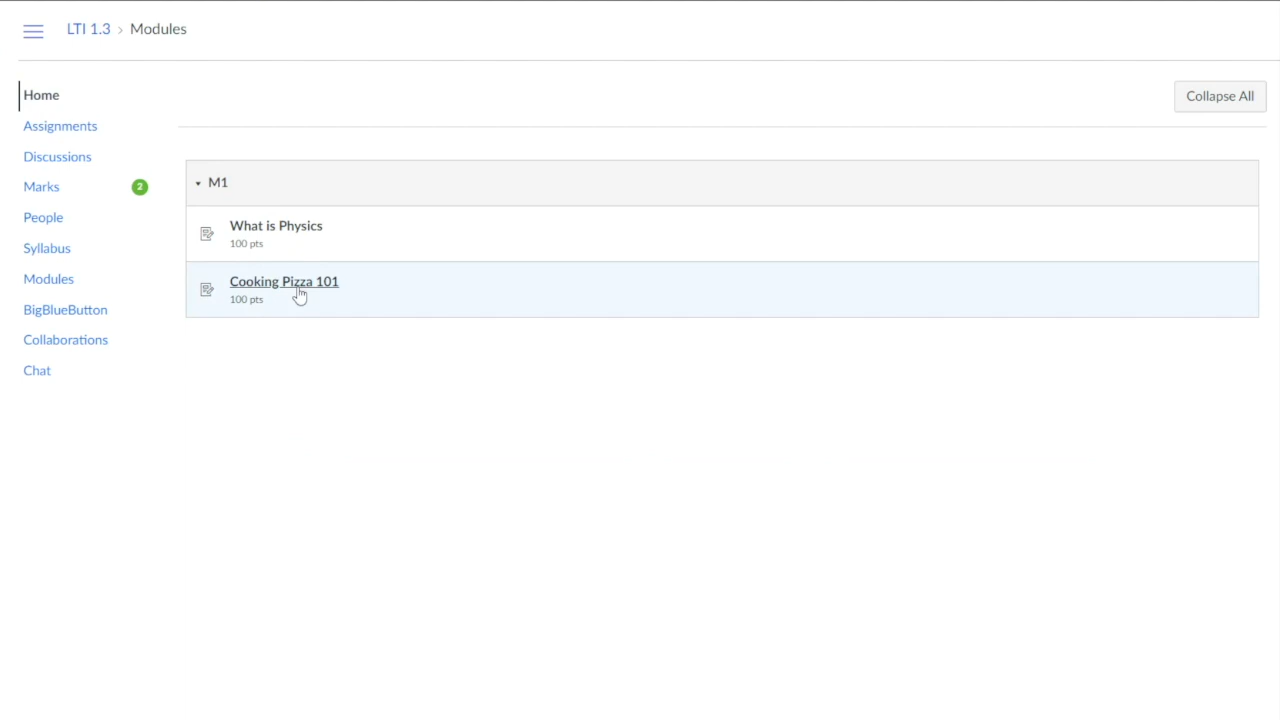 LTI 1.3 › Modules
Home
Collapse All
Assignments
Discussions
Marks 2
People
Syllabus
Modules
BigBlueButton
Collaborations
Chat
M1
What is Physics
100 pts
Cooking Pizza 101
100 pts